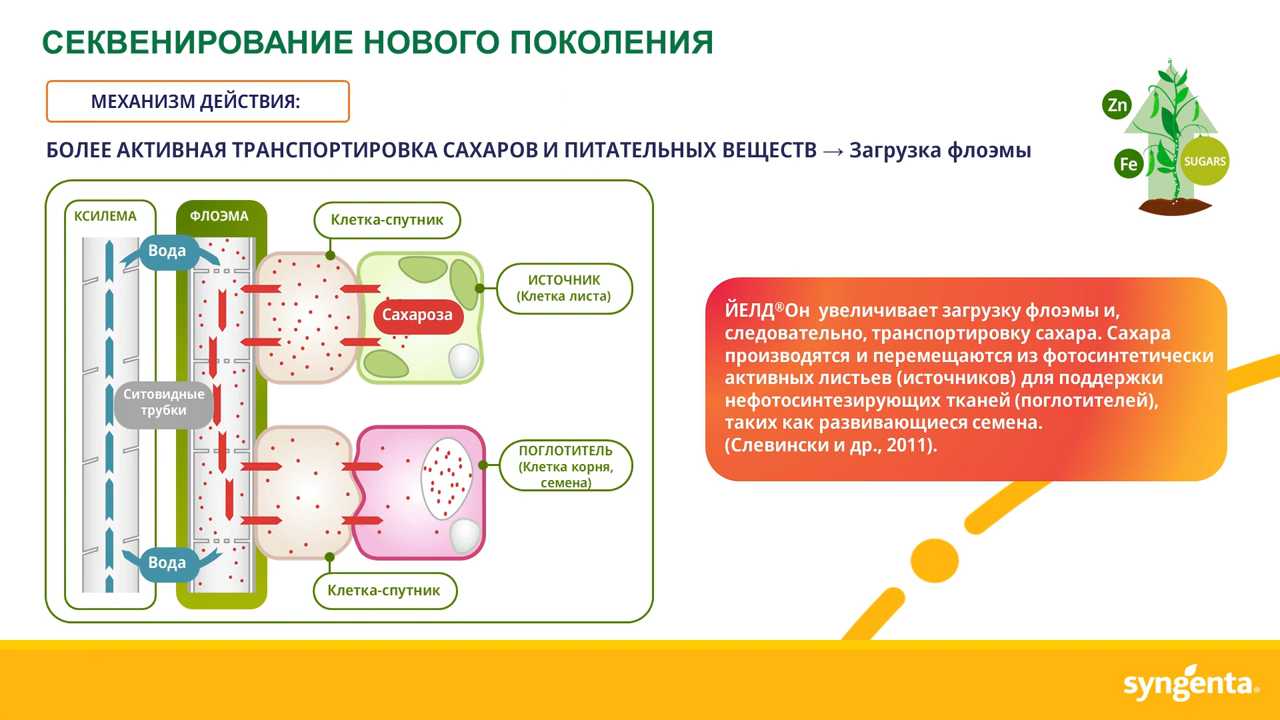 СЕКВЕНИРОВАНИЕ НОВОГО ПОКОЛЕНИЯ
МЕХАНИЗМ ДЕЙСТВИЯ:
БОЛЕЕ АКТИВНАЯ ТРАНСПОРТИРОВКА САХАРОВ И ПИТАТЕЛЬНЫХ ВЕЩЕСТВ → Загрузка флоэмы
Zn
Fe
SUGARS
КСИЛЕМА
ФЛОЭМА
Клетка-спутник
Вода
ИСТОЧНИК
(Клетка листа)
Сахароза
Ситовидные
трубки
ПОГЛОТИТЕЛЬ
(Клетка корня,
семена)
Вода
Клетка-спутник
ЙЕЛД®Он увеличивает загрузку флоэмы и,
следовательно, транспортировку сахара. Сахара
производятся и перемещаются из фотосинтетически
активных листьев (источников) для поддержки
нефотосинтезирующих тканей (поглотителей),
таких как развивающиеся семена.
(Слевински и др., 2011).
syngenta®